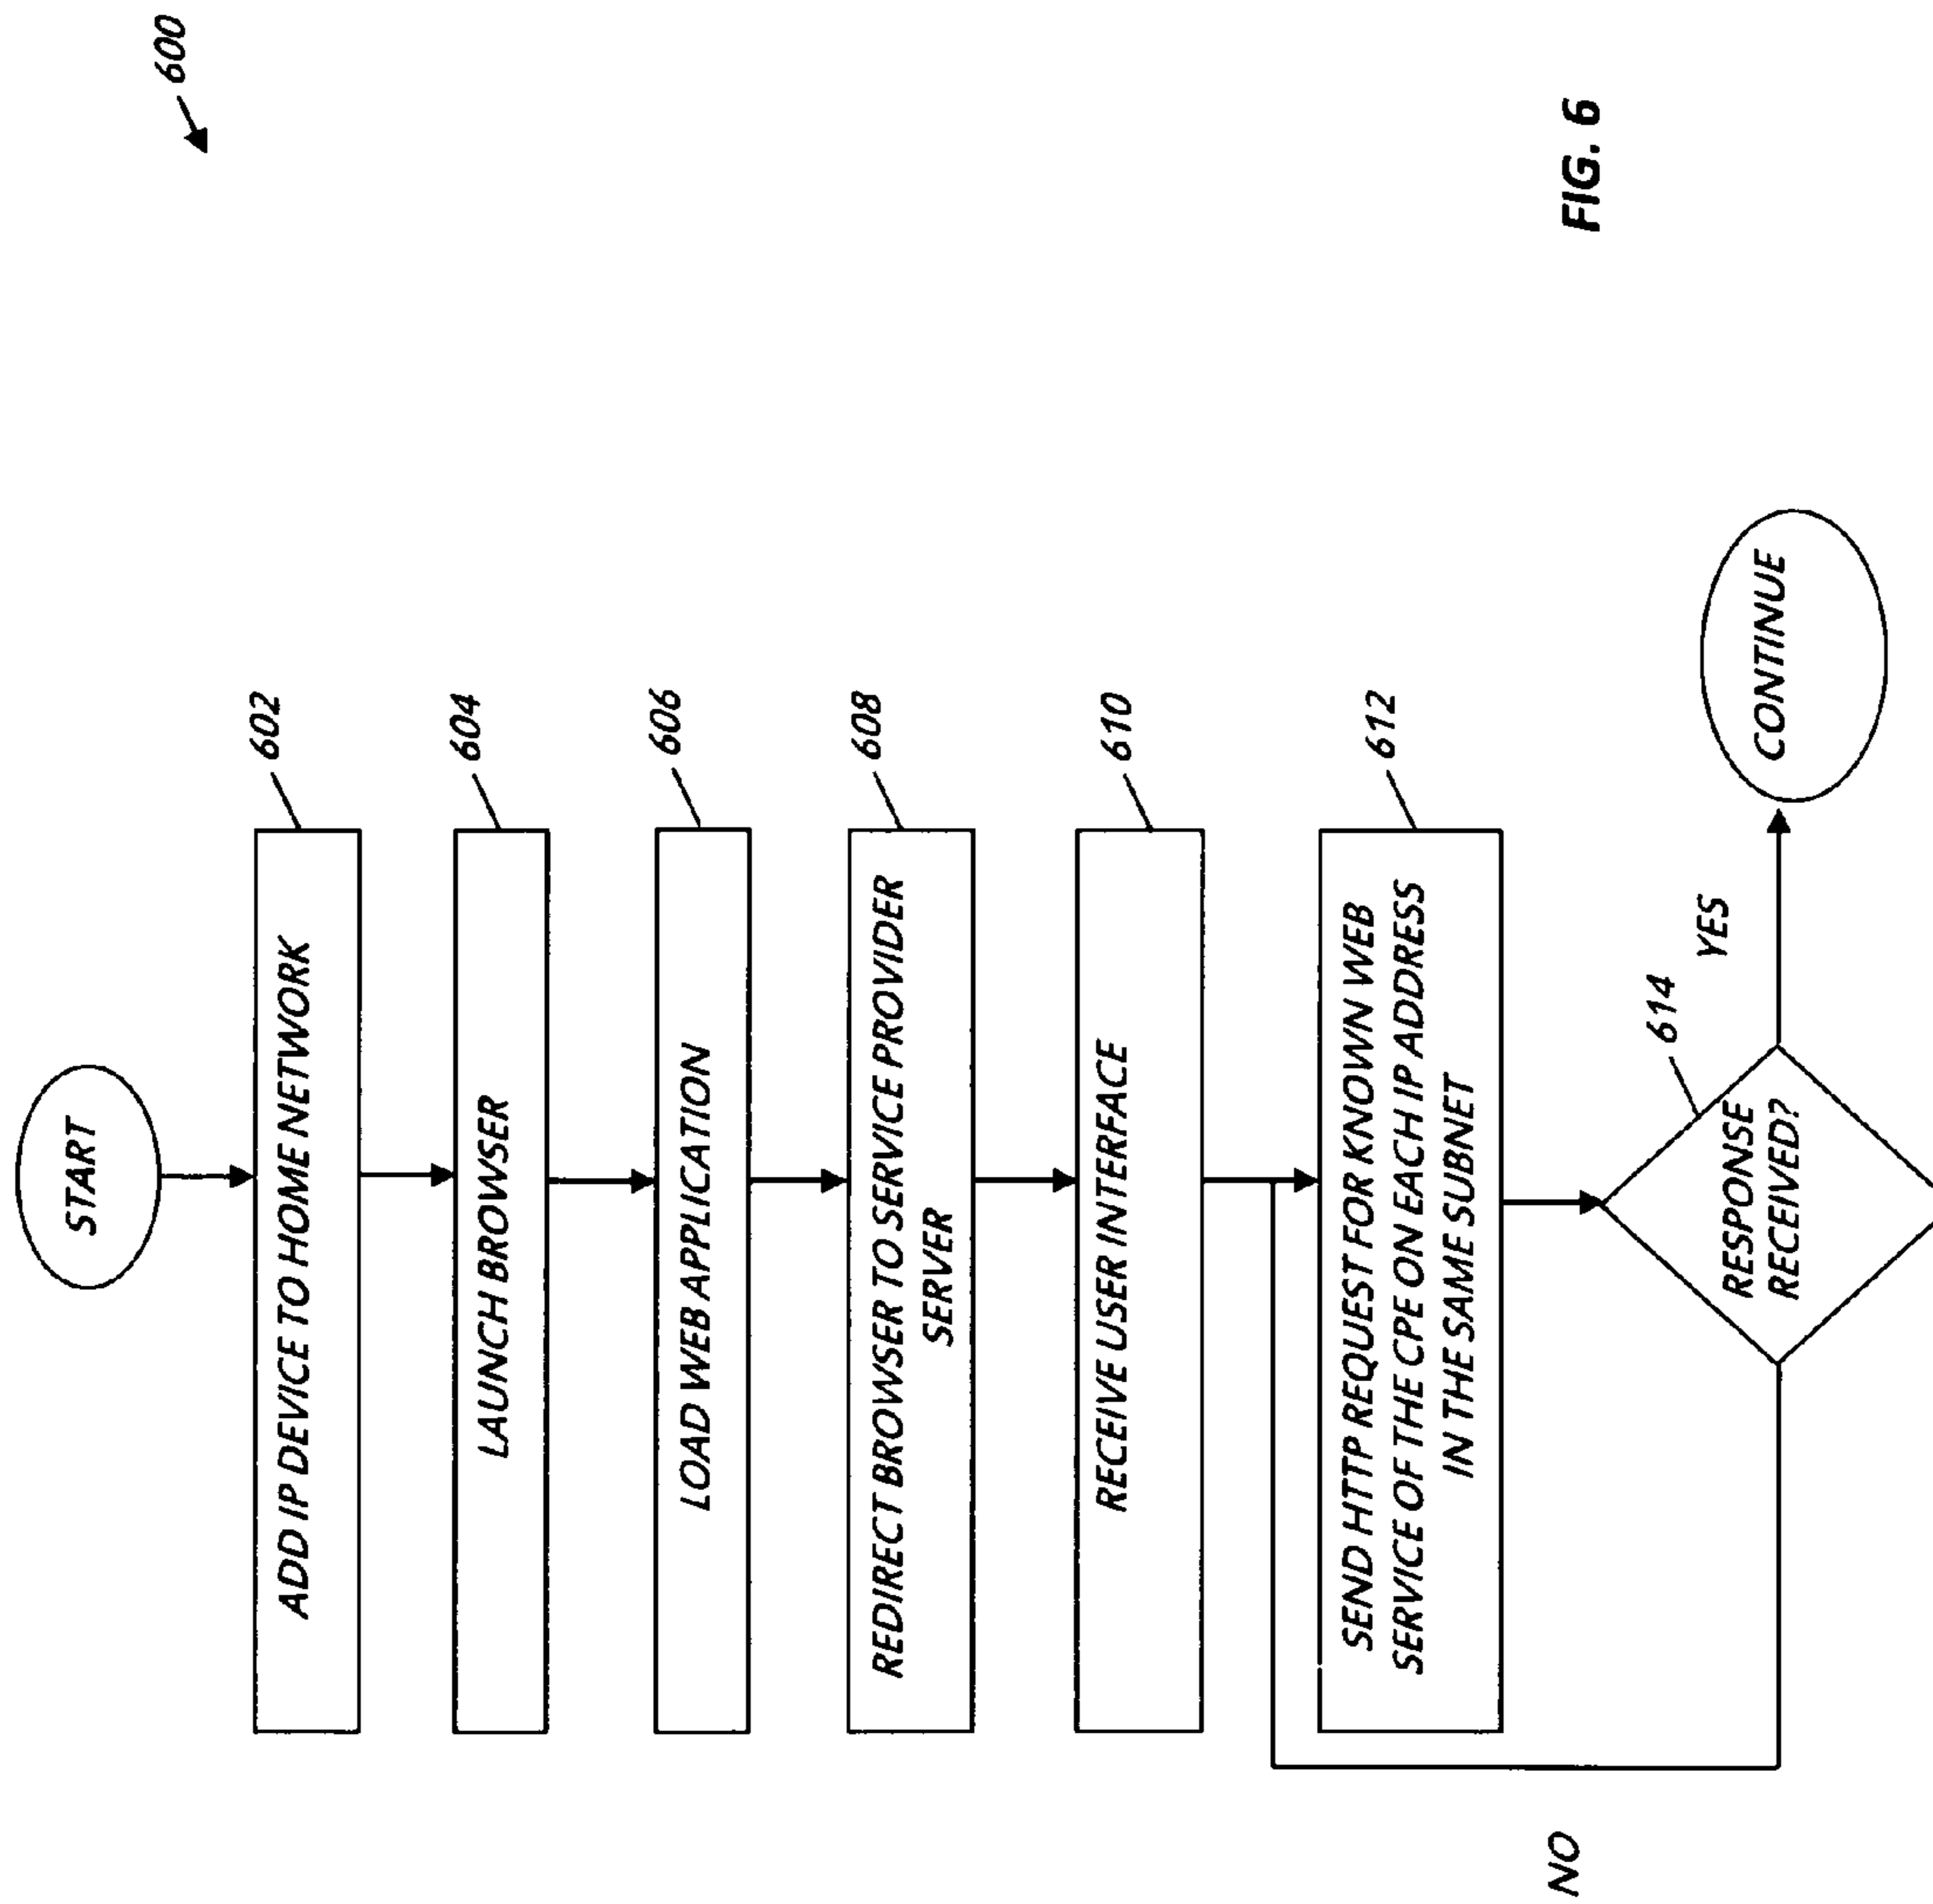 600
START
ADD IP DEVICE TO HOME NETWORK
602
LAUNCH BROWSER
604
LOAD WEB APPLICATION
606
REDIRECT BROWSER TO SERVICE PROVIDER
SERVER
608
RECEIVE USER INTERFACE
610
SEND HTTP REQUEST FOR KNOWN WEB
SERVICE OF THE CPE ON EACH IP ADDRESS
IN THE SAME SUBNET
612
RESPONSE
RECEIVED?
614
YES
CONTINUE
NO
FIG. 6